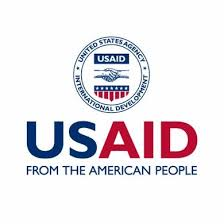 UNITED STATES AGENCY
USAID
INTERNATIONAL DEVELOPMENT
USAID
FROM THE AMERICAN PEOPLE